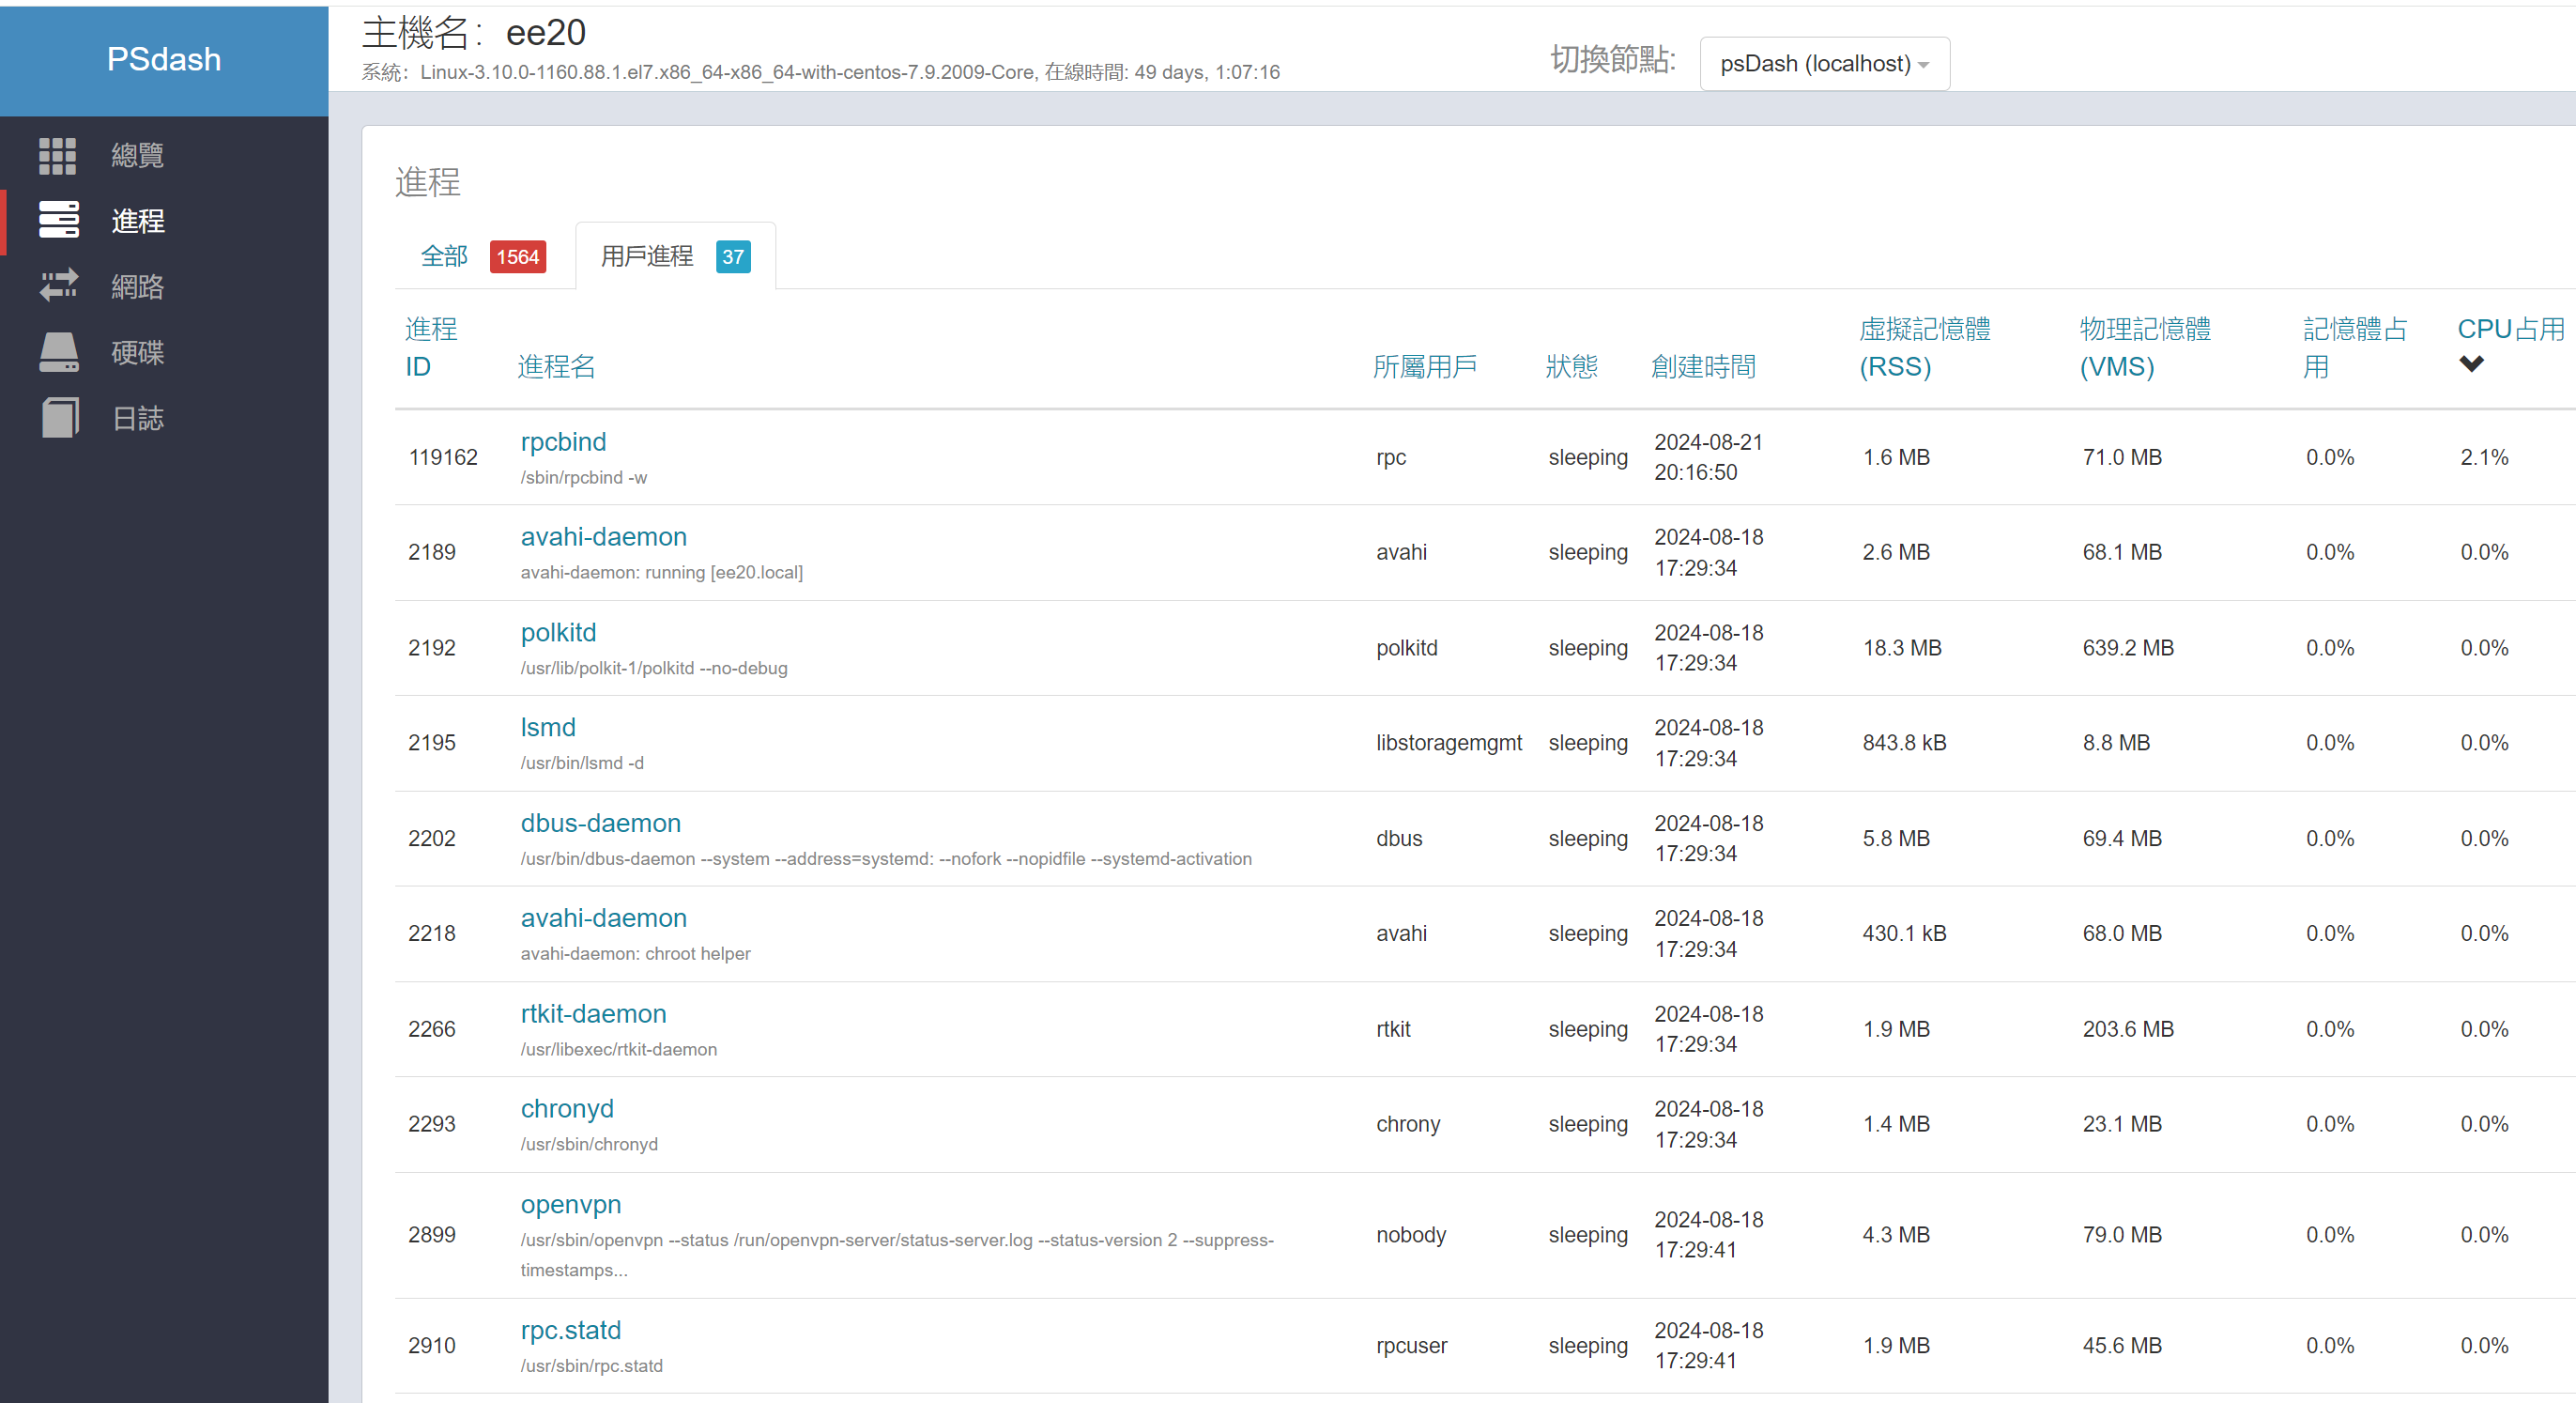 PSdash
主機名：ee20
系統：Linux-3.10.0-1160.88.1.el7.x86_64-x86_64-with-centos-7.9.2009-Core, 在線時間: 49 days, 1:07:16
切換節點: psDash (localhost)
總覽
進程
網路
硬碟
日誌
進程
全部 1564 用戶進程 37
進程ID 進程名 所屬用戶 狀態 創建時間 虛擬記憶體(RSS) 物理記憶體(VMS) 記憶體占用 CPU占用
119162 rpcbind rpc sleeping 2024-08-21 20:16:50 1.6 MB 71.0 MB 0.0% 2.1%
/sbin/rpcbind -w
2189 avahi-daemon avahi sleeping 2024-08-18 17:29:34 2.6 MB 68.1 MB 0.0% 0.0%
avahi-daemon: running [ee20.local]
2192 polkitd polkitd sleeping 2024-08-18 17:29:34 18.3 MB 639.2 MB 0.0% 0.0%
/usr/lib/polkit-1/polkitd --no-debug
2195 lsmd libstoragemgmt sleeping 2024-08-18 17:29:34 843.8 kB 8.8 MB 0.0% 0.0%
/usr/bin/lsmd -d
2202 dbus-daemon dbus sleeping 2024-08-18 17:29:34 5.8 MB 69.4 MB 0.0% 0.0%
/usr/bin/dbus-daemon --system --address=systemd: --nofork --nopidfile --systemd-activation
2218 avahi-daemon avahi sleeping 2024-08-18 17:29:34 430.1 kB 68.0 MB 0.0% 0.0%
avahi-daemon: chroot helper
2266 rtkit-daemon rtkit sleeping 2024-08-18 17:29:34 1.9 MB 203.6 MB 0.0% 0.0%
/usr/libexec/rtkit-daemon
2293 chronyd chrony sleeping 2024-08-18 17:29:34 1.4 MB 23.1 MB 0.0% 0.0%
/usr/sbin/chronyd
2899 openvpn nobody sleeping 2024-08-18 17:29:41 4.3 MB 79.0 MB 0.0% 0.0%
/usr/sbin/openvpn --status /run/openvpn-server/status-server.log --status-version 2 --suppress-
timestamps...
2910 rpc.statd rpcuser sleeping 2024-08-18 17:29:41 1.9 MB 45.6 MB 0.0% 0.0%
/usr/sbin/rpc.statd